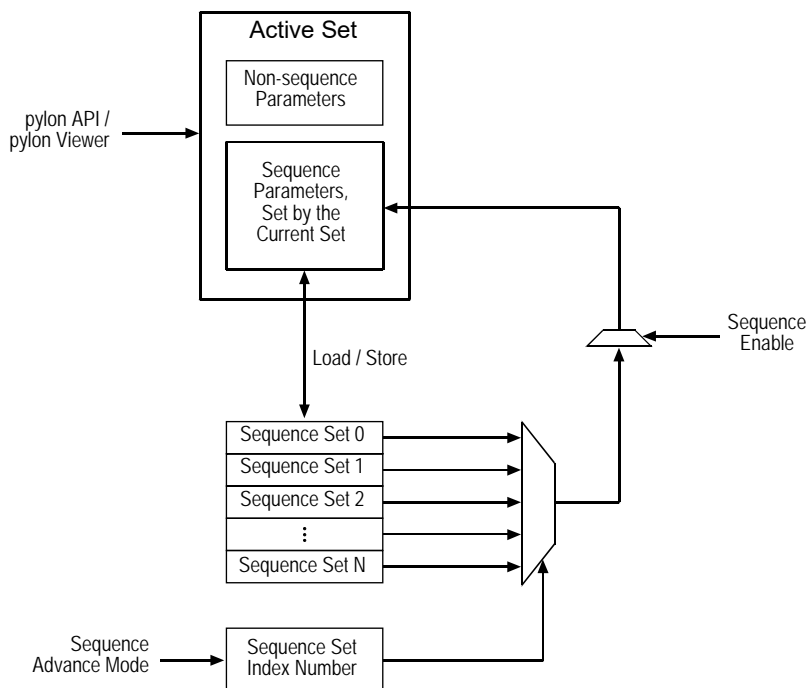 Active Set
Non-sequence
Parameters
pylon API /
pylon Viewer
Sequence
Parameters,
Set by the
Current Set
Sequence
Enable
Load / Store
Sequence Set 0
Sequence Set 1
Sequence Set 2
⋮
Sequence Set N
Sequence
Advance Mode
Sequence Set
Index Number